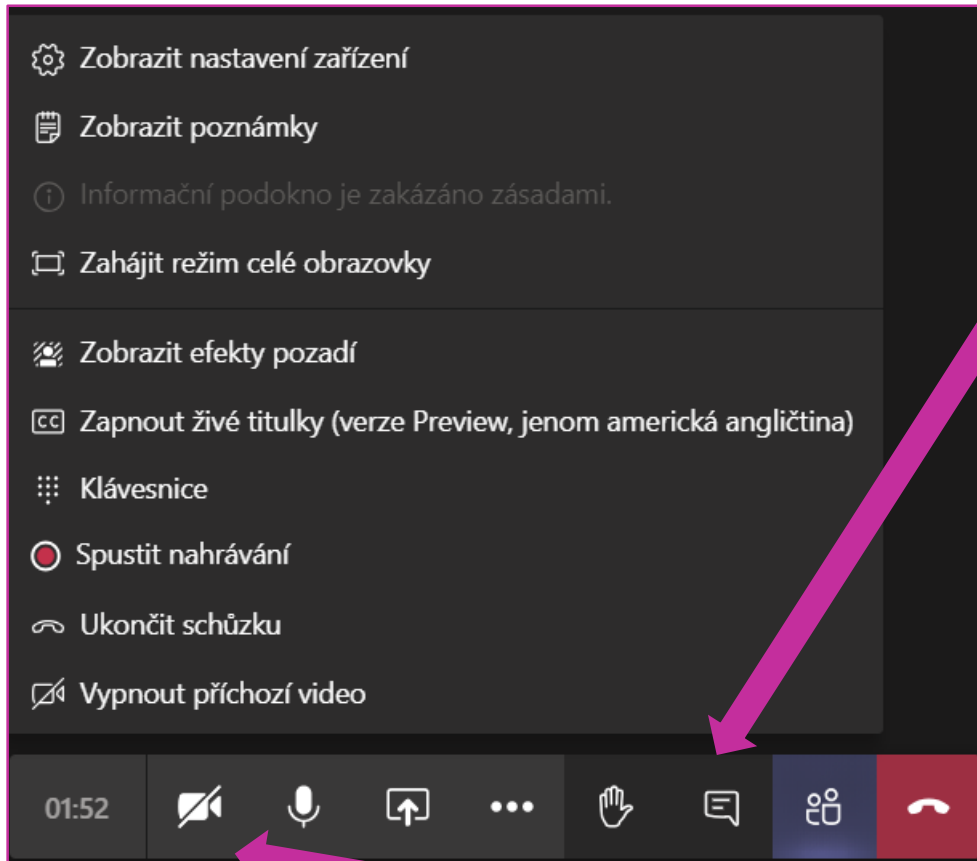 Zobrazit nastavení zařízení
Zobrazit poznámky
Informační podokno je zakázáno zásadami.
Zahájit režim celé obrazovky
Zobrazit efekty pozadí
CC Zapnout živé titulky (verze Preview, jenom americká angličtina)
Klávesnice
Spustit nahrávání
Ukončit schůzku
Vypnout příchozí video
01:52